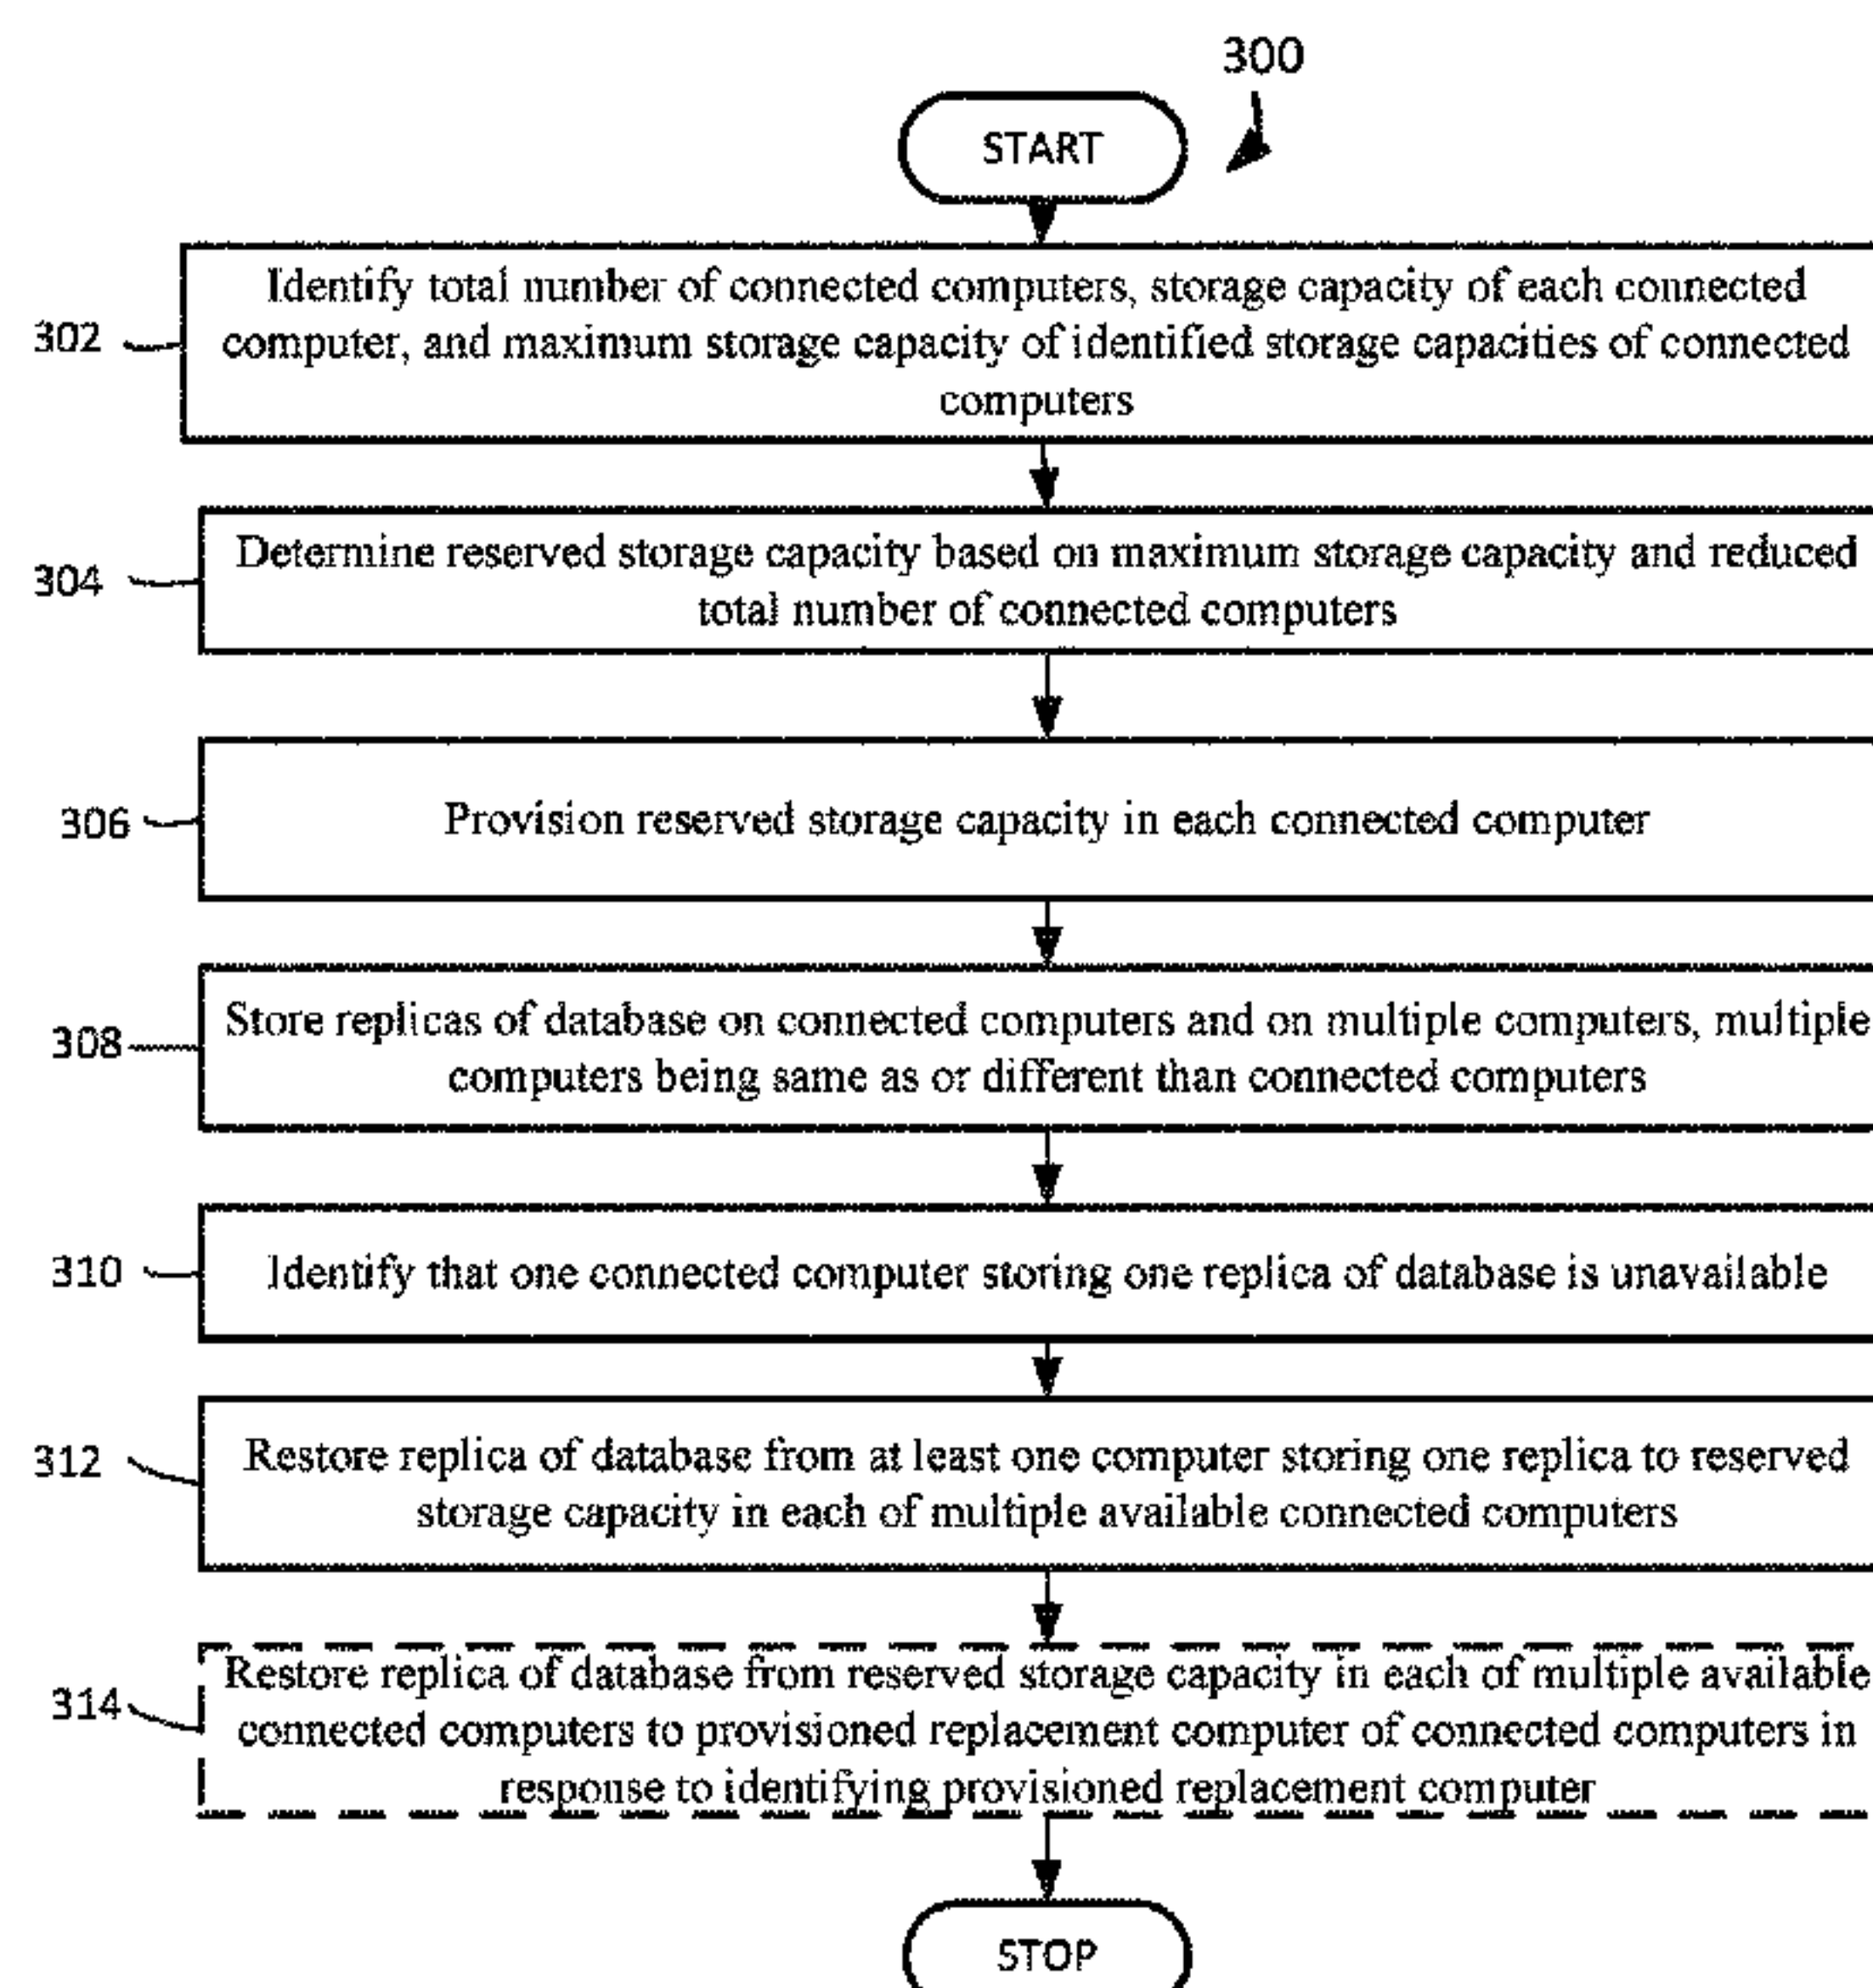 300
START
302
Identify total number of connected computers, storage capacity of each connected
computer, and maximum storage capacity of identified storage capacities of connected
computers
304
Determine reserved storage capacity based on maximum storage capacity and reduced
total number of connected computers
306
Provision reserved storage capacity in each connected computer
308
Store replicas of database on connected computers and on multiple computers, multiple
computers being same as or different than connected computers
310
Identify that one connected computer storing one replica of database is unavailable
312
Restore replica of database from at least one computer storing one replica to reserved
storage capacity in each of multiple available connected computers
314
Restore replica of database from reserved storage capacity in each of multiple available
connected computers to provisioned replacement computer of connected computers in
response to identifying provisioned replacement computer
STOP